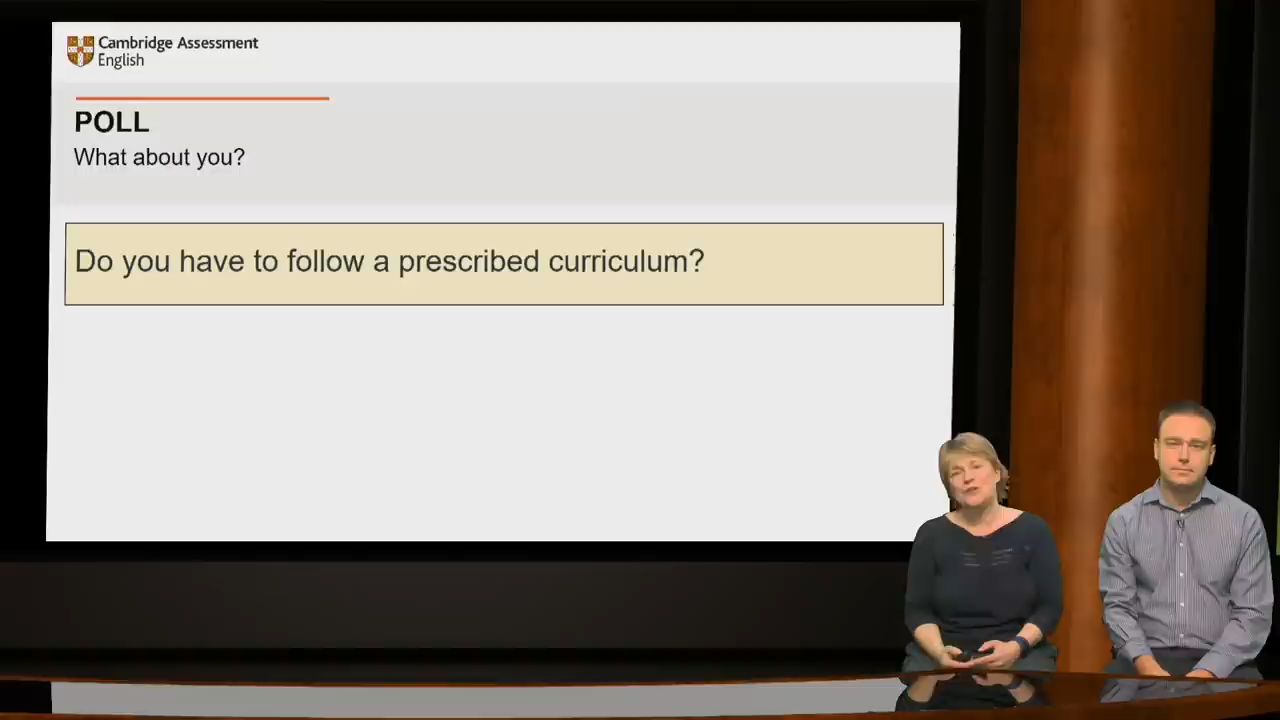 Cambridge Assessment
English
POLL
What about you?
Do you have to follow a prescribed curriculum?